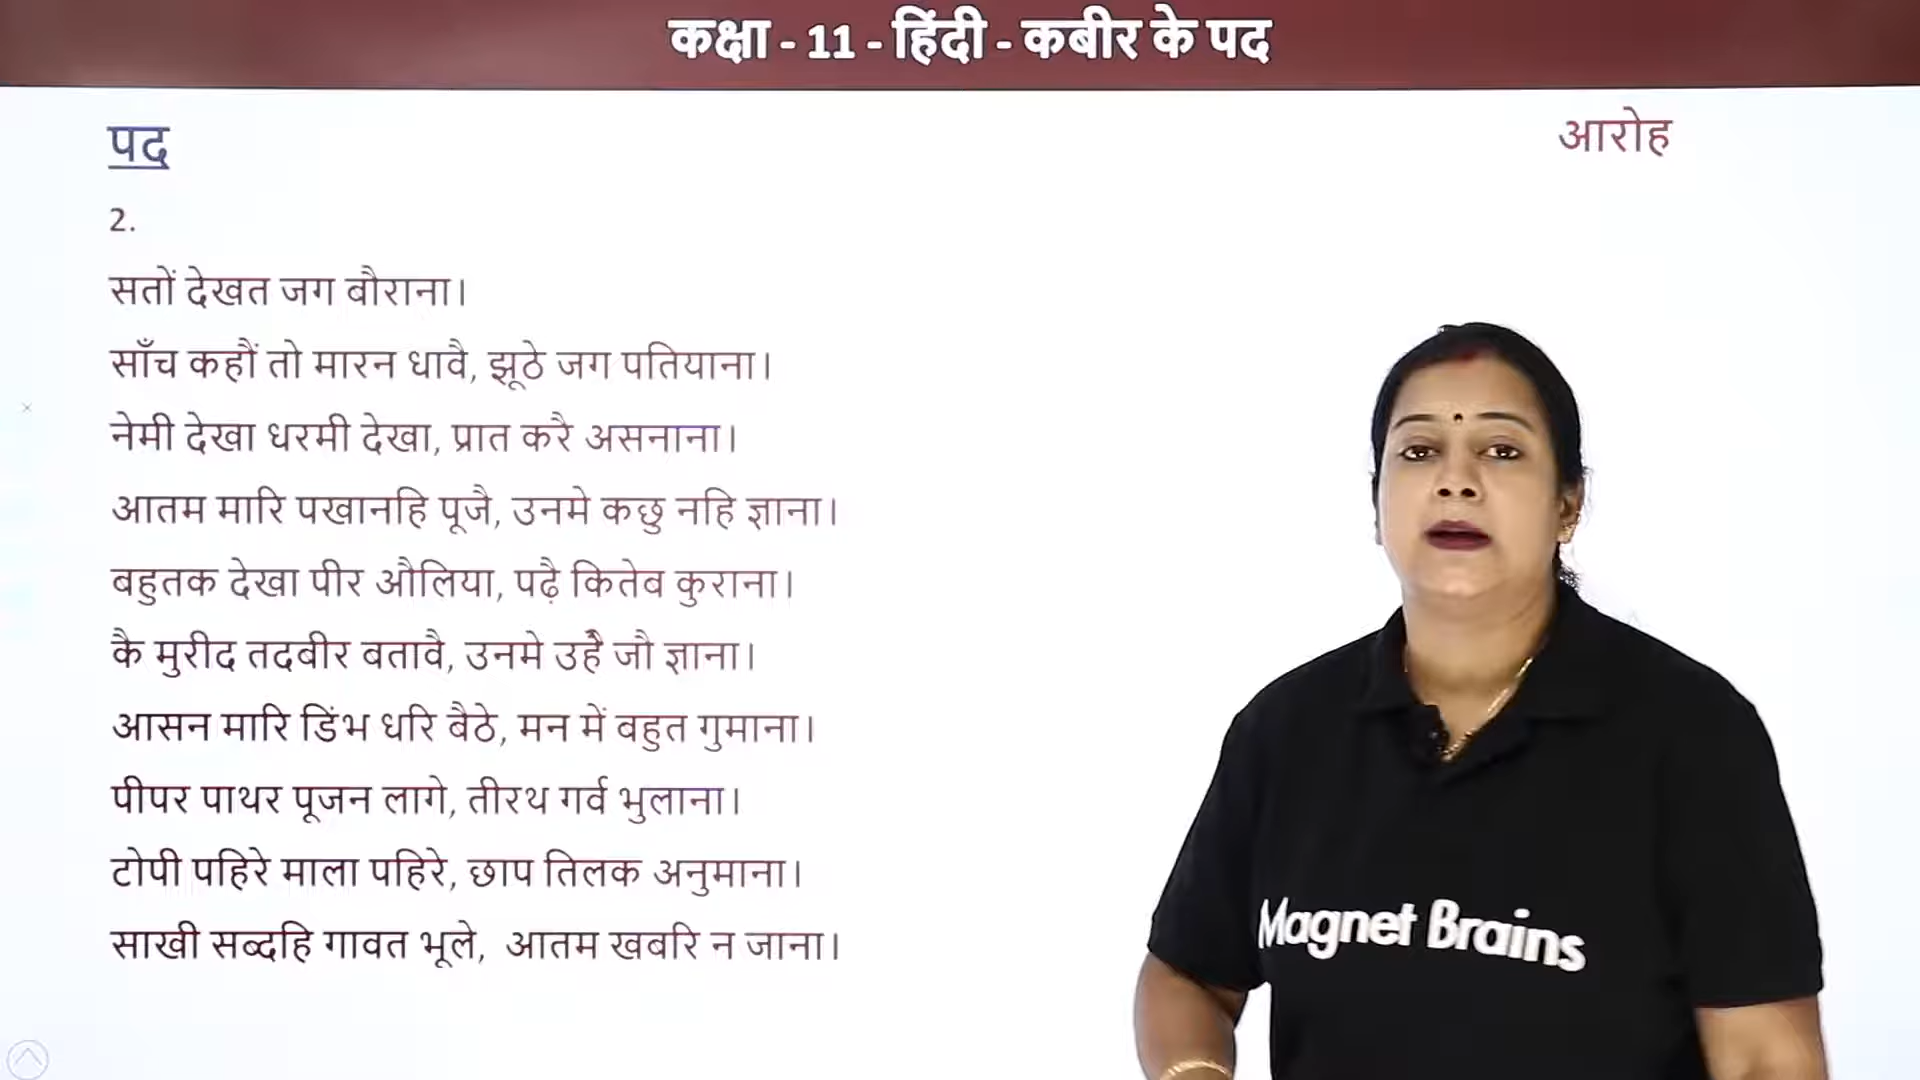 कक्षा - 11 - हिंदी - कबीर के पद
पद
आरोह
2.
सतों देखत जग बौराना।
साँच कहौं तो मारन धावै, झूठे जग पतियाना।
नेमी देखा धरमी देखा, प्रात करै असनाना।
आतम मारि पखानहि पूजै, उनमे कछु नहि ज्ञाना।
बहुतक देखा पीर औलिया, पढ़ै कितेब कुराना।
कै मुरीद तदबीर बतावै, उनमे उहै जौ ज्ञाना।
आसन मारि डिंभ धरि बैठे, मन में बहुत गुमाना।
पीपर पाथर पूजन लागे, तीरथ गर्व भुलाना।
टोपी पहिरे माला पहिरे, छाप तिलक अनुमाना।
साखी सब्दहि गावत भूले, आतम खबरि न जाना।
Magnet Brains